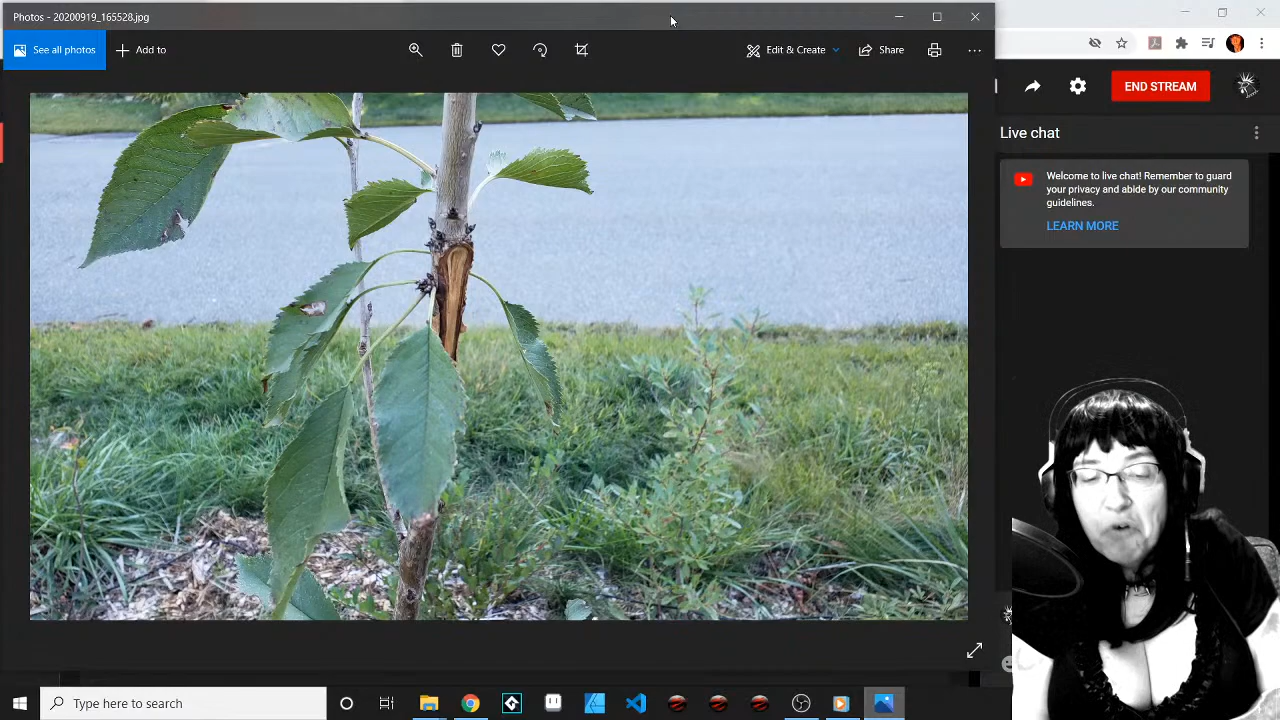 Photos - 20200919_165528.jpg
See all photos
Add to
Edit & Create
Share
END STREAM
Live chat
Welcome to live chat! Remember to guard
your privacy and abide by our community
guidelines.
LEARN MORE
Type here to search